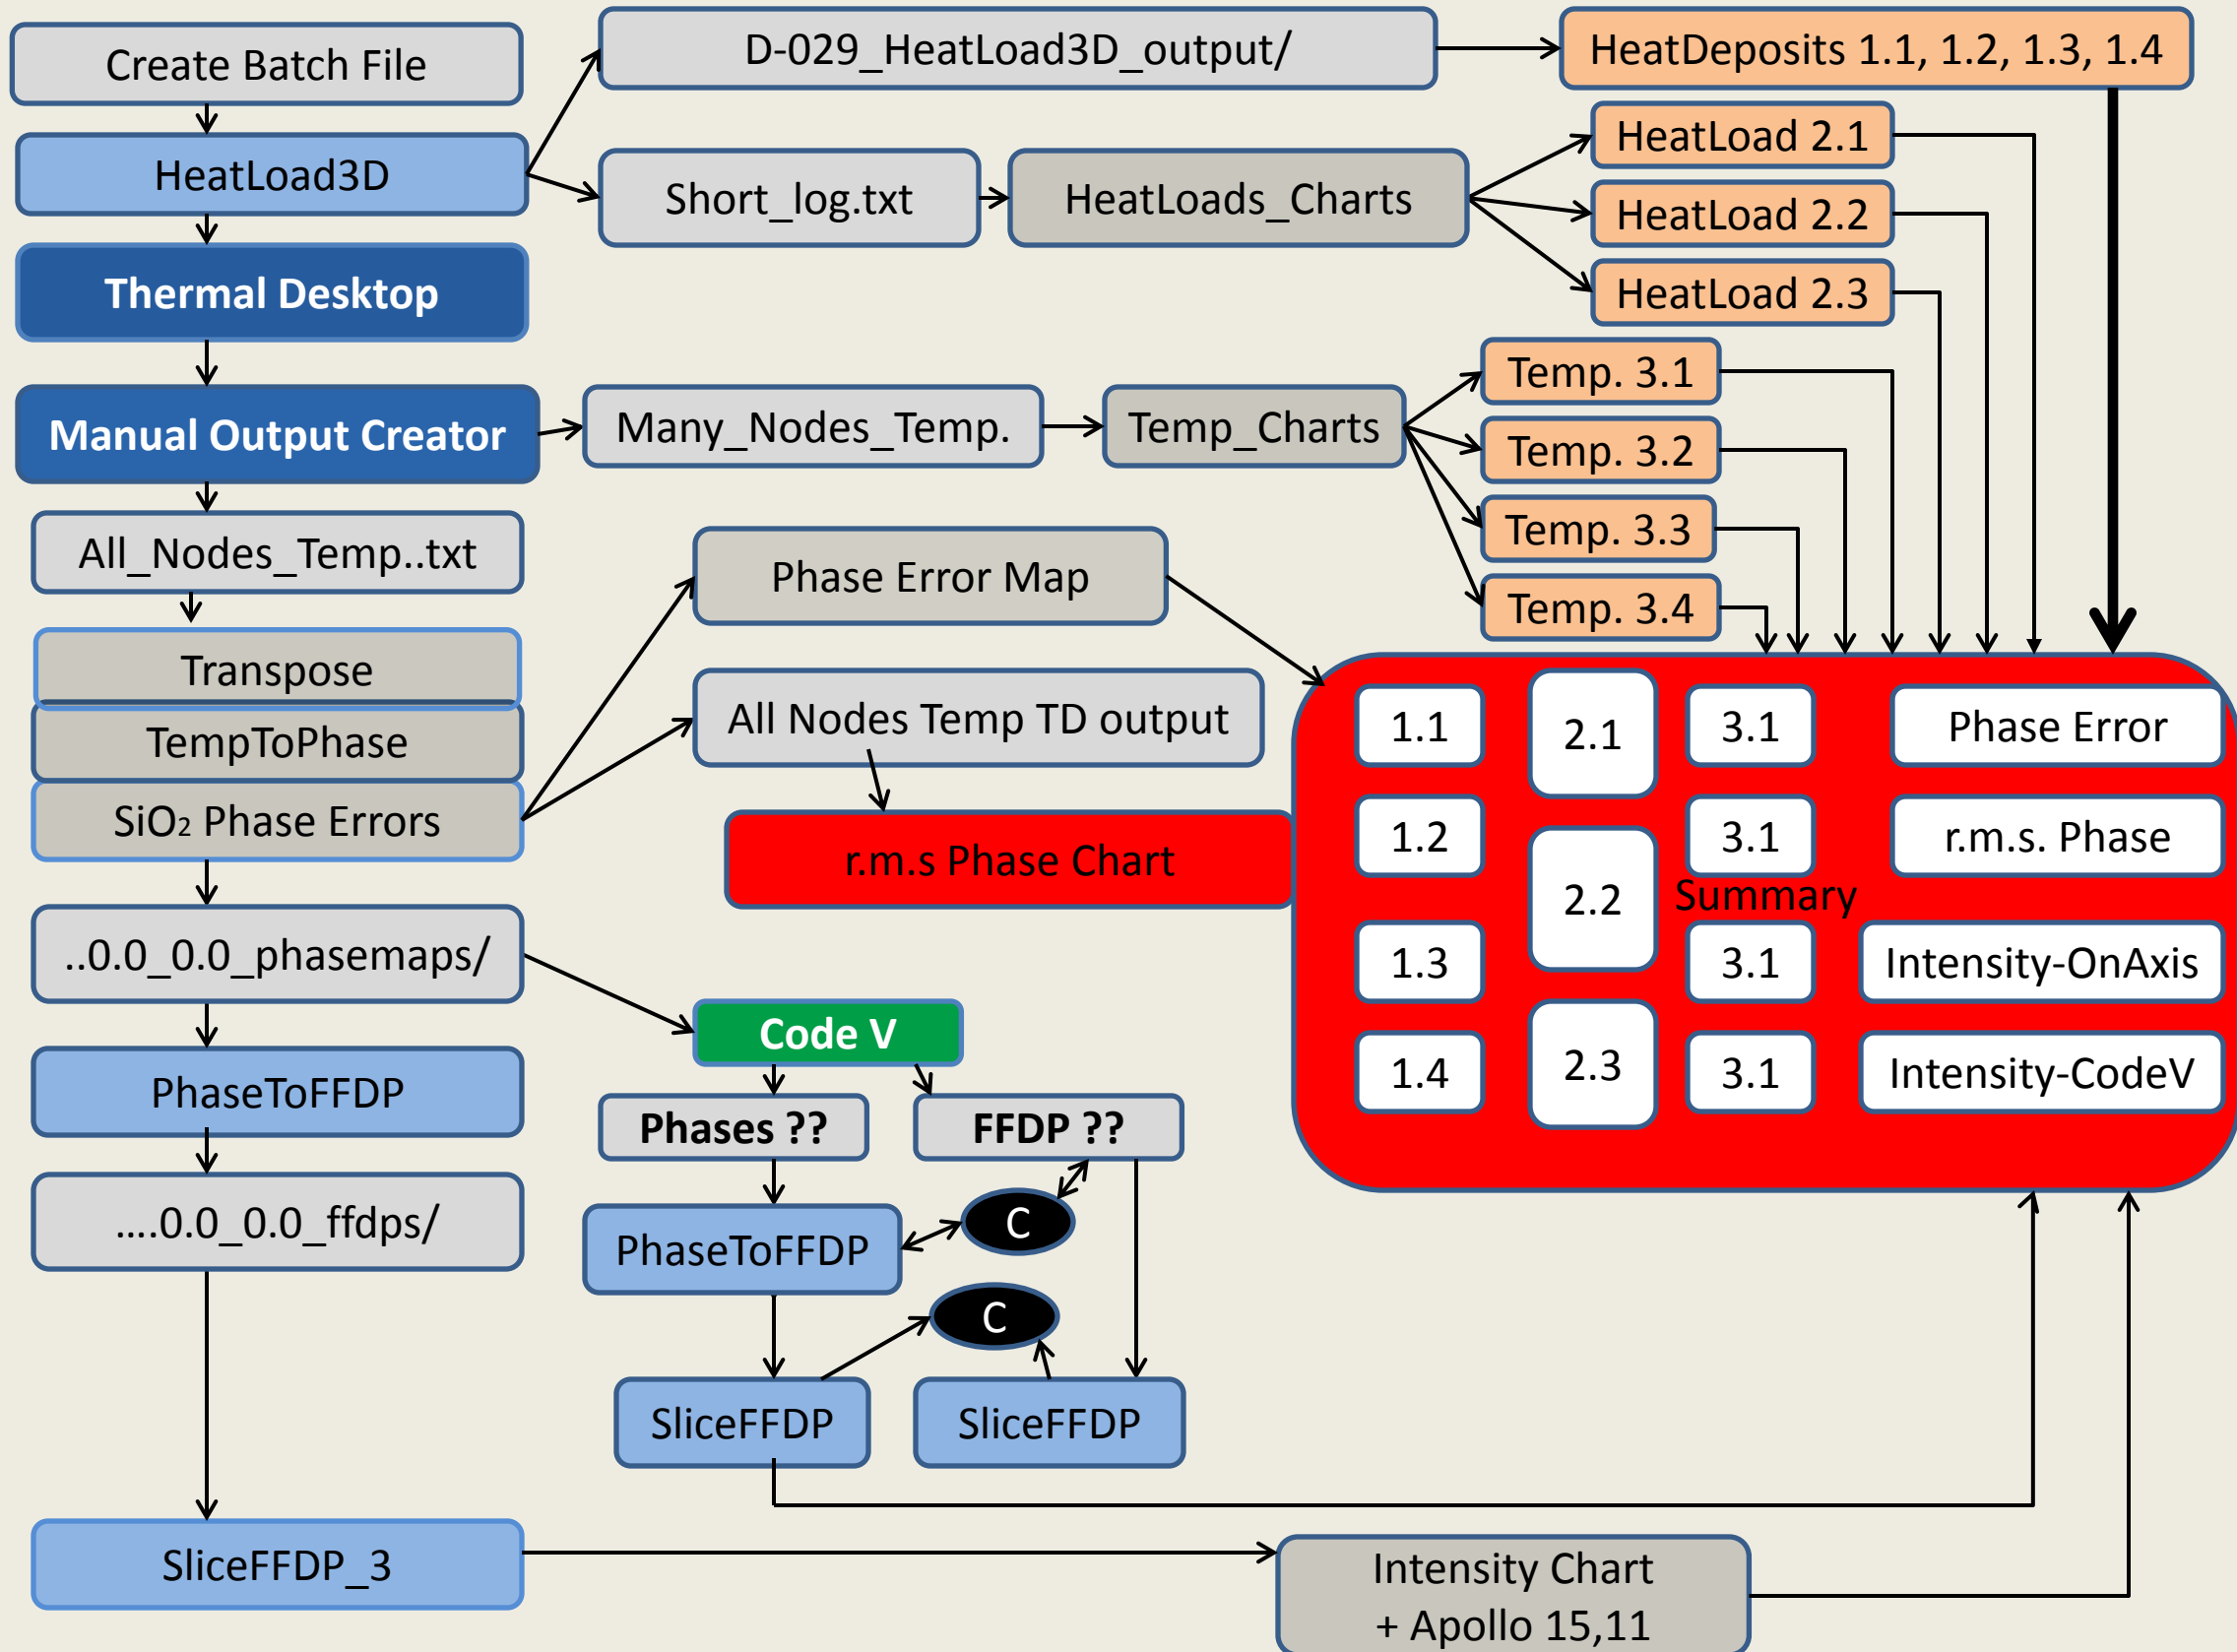 Create Batch File
D-029_HeatLoad3D_output/
HeatDeposits 1.1, 1.2, 1.3, 1.4
HeatLoad3D
Short_log.txt
HeatLoads_Charts
HeatLoad 2.1
HeatLoad 2.2
HeatLoad 2.3
Thermal Desktop
Manual Output Creator
Many_Nodes_Temp.
Temp_Charts
Temp. 3.1
Temp. 3.2
Temp. 3.3
Temp. 3.4
All_Nodes_Temp..txt
Transpose
TempToPhase
SiO2 Phase Errors
Phase Error Map
All Nodes Temp TD output
r.m.s Phase Chart
1.1
2.1
3.1
Phase Error
1.2
2.2
3.1
r.m.s. Phase
Summary
1.3
3.1
Intensity-OnAxis
1.4
2.3
3.1
Intensity-CodeV
..0.0_0.0_phasemaps/
Code V
PhaseToFFDP
Phases ??
FFDP ??
....0.0_0.0_ffdps/
PhaseToFFDP
C
C
SliceFFDP
SliceFFDP
SliceFFDP_3
Intensity Chart
+ Apollo 15,11